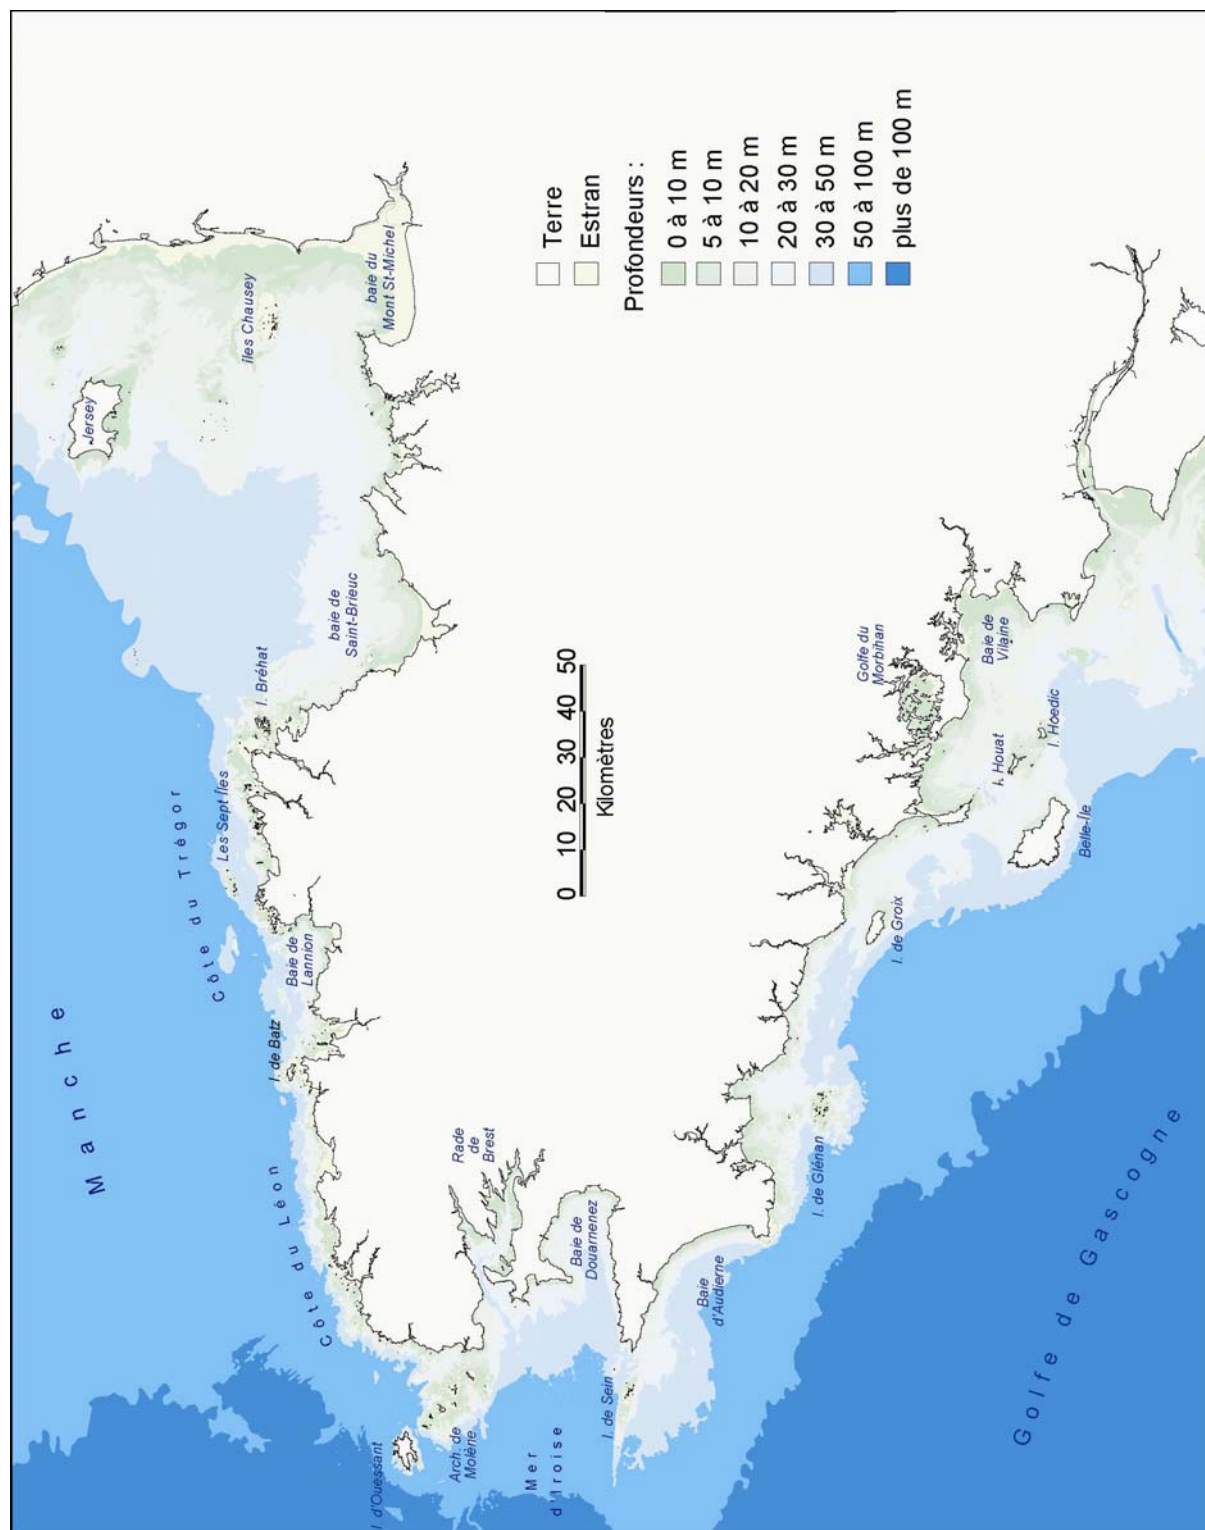 Manche
Côte du Trégor
Côte du Léon
Jersey
îles Chausey
baie du
Mont St-Michel
baie de
Saint-Brieuc
I. Bréhat
Les Sept Îles
Baie de
Lannion
I. de Batz
I. d'Ouessant
Arch. de
Molène
Mer
d'Iroise
Rade
de
Brest
Baie de
Douarnenez
I. de Sein
Baie
d'Audierne
I. de Glénan
I. de Groix
Belle-Île
I. Houat
I. Hoedic
Golfe du
Morbihan
Baie de
Vilaine
Golfe de Gascogne
0 10 20 30 40 50
Kilomètres
Terre
Estran
Profondeurs :
0 à 10 m
5 à 10 m
10 à 20 m
20 à 30 m
30 à 50 m
50 à 100 m
plus de 100 m